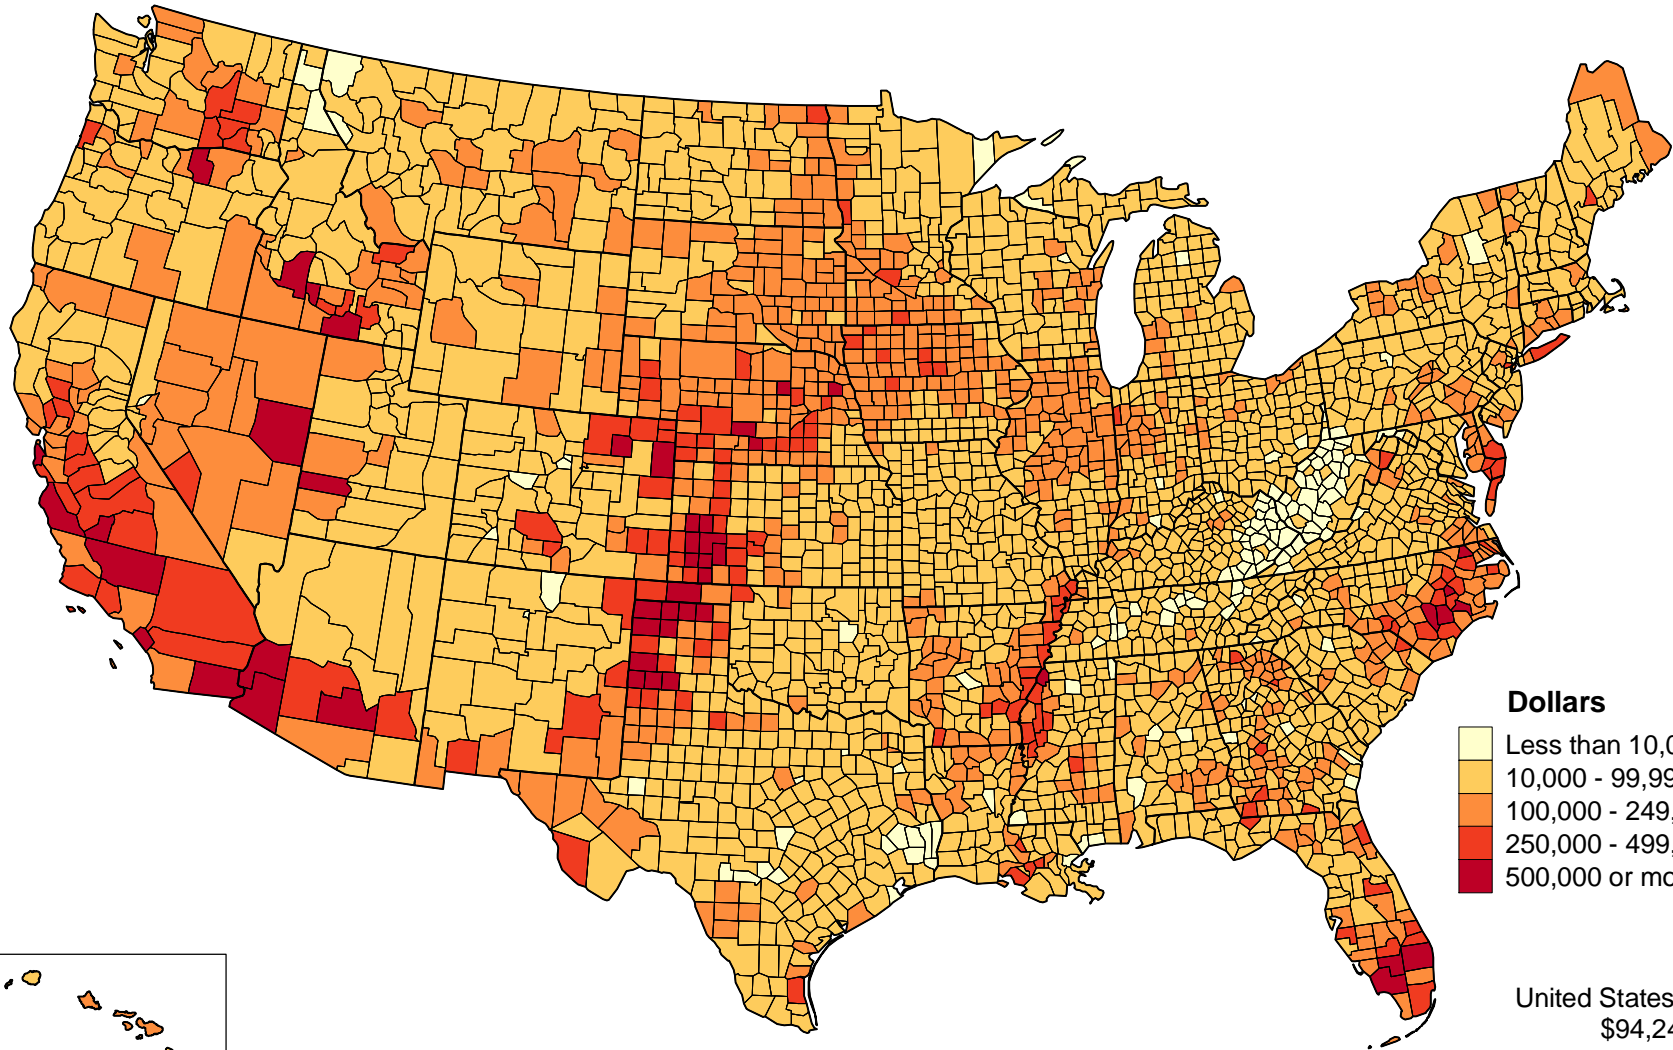 Dollars
Less than 10,0
10,000 - 99,99
100,000 - 249,
250,000 - 499,
500,000 or mo
United States
$94,24